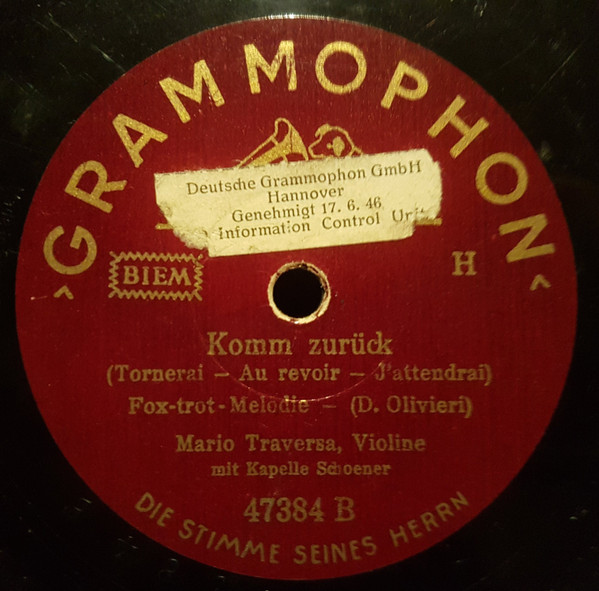 ›GRAMMOPHON‹
Deutsche Grammophon GmbH
Hannover
Genehmigt 17. 6. 46
Information Control Unit
BIEM
H
Komm zurück
(Tornerai – Au revoir – J'attendrai)
Fox-trot-Melodie – (D. Olivieri)
Mario Traversa, Violine
mit Kapelle Schoener
47384 B
DIE STIMME SEINES HERRN